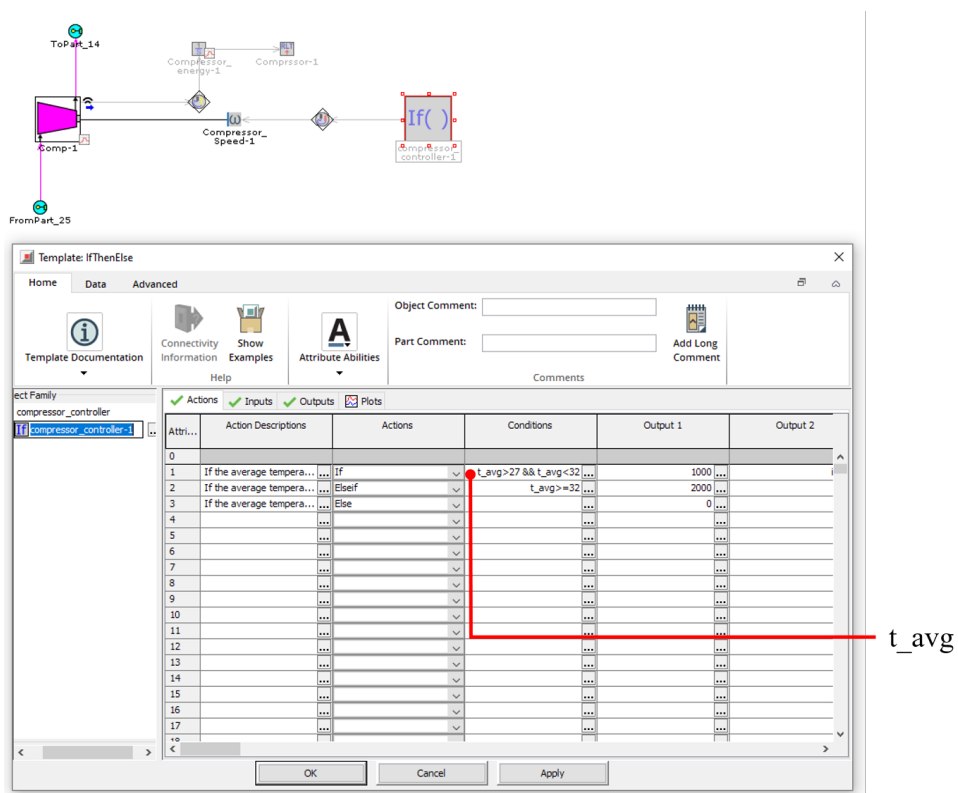 ToPart_14
Compressor_
energy-1
RLT
Comprssor-1
If( )
ω
Compressor_
Speed-1
compressor_
controller-1
Comp-1
FromPart_25
Template: IfThenElse
Home Data Advanced
Object Comment:
Part Comment:
Connectivity
Information
Show
Examples
Template Documentation
A
Attribute Abilities
Add Long
Comment
Help
Comments
ect Family
compressor_controller
If compressor_controller-1 ..
Actions Inputs Outputs Plots
Attri... Action Descriptions Actions Conditions Output 1 Output 2
0
1 If the average tempera... ... If t_avg>27 && t_avg<32 ... 1000 ... i
2 If the average tempera... ... Elseif t_avg>=32 ... 2000 ...
3 If the average tempera... ... Else ... 0 ...
4 ... ... ...
5 ... ... ...
6 ... ... ...
7 ... ... ...
8 ... ... ...
9 ... ... ...
10 ... ... ...
11 ... ... ...
12 ... ... ...
13 ... ... ...
14 ... ... ...
15 ... ... ...
16 ... ... ...
17 ... ... ...
t_avg
OK Cancel Apply